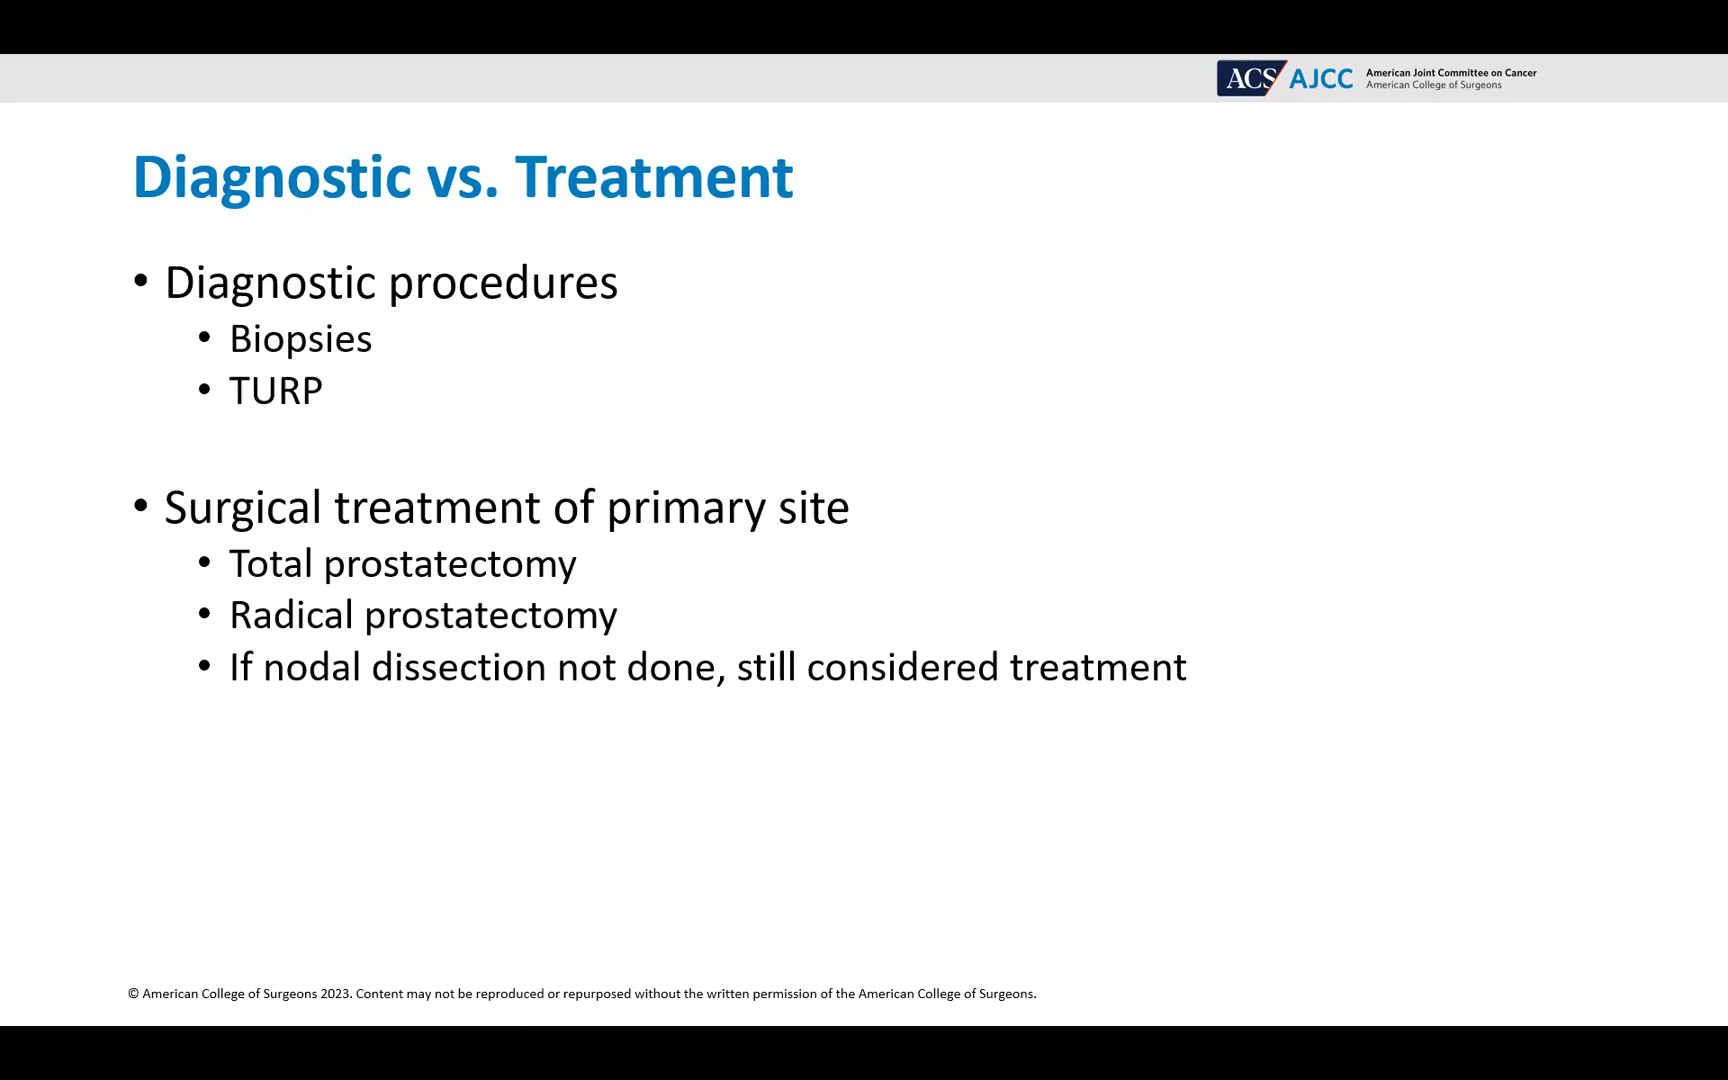 ACS AJCC American Joint Committee on Cancer
American College of Surgeons
Diagnostic vs. Treatment
• Diagnostic procedures
• Biopsies
• TURP
• Surgical treatment of primary site
• Total prostatectomy
• Radical prostatectomy
• If nodal dissection not done, still considered treatment
© American College of Surgeons 2023. Content may not be reproduced or repurposed without the written permission of the American College of Surgeons.